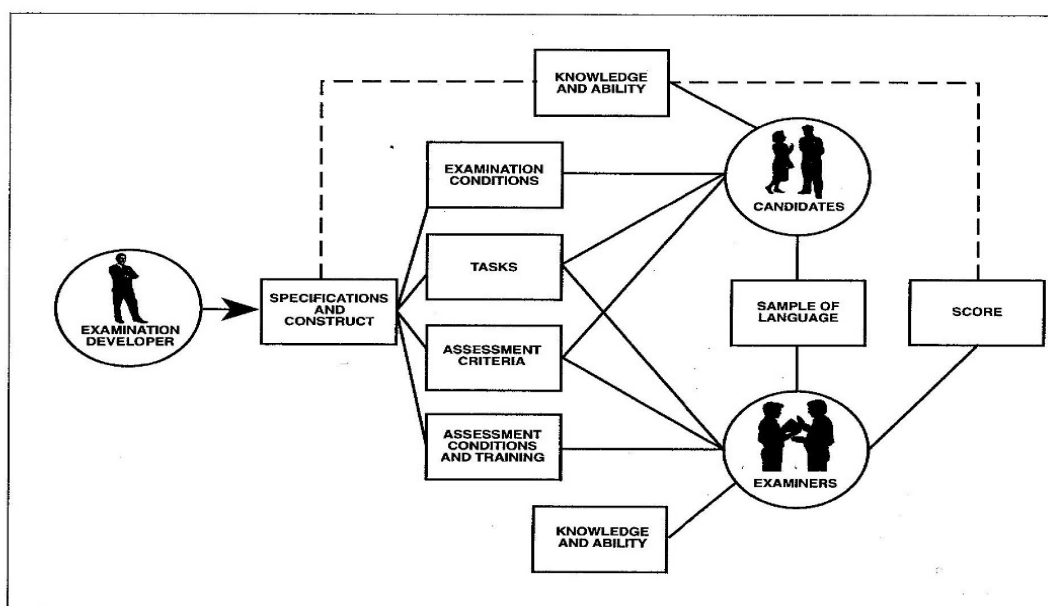 KNOWLEDGE
AND ABILITY
EXAMINATION
CONDITIONS
CANDIDATES
TASKS
EXAMINATION
DEVELOPER
SPECIFICATIONS
AND
CONSTRUCT
SAMPLE OF
LANGUAGE
SCORE
ASSESSMENT
CRITERIA
ASSESSMENT
CONDITIONS
AND TRAINING
EXAMINERS
KNOWLEDGE
AND ABILITY